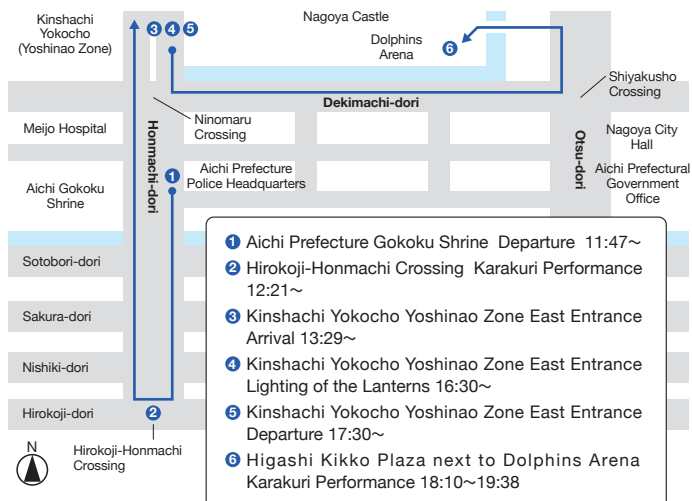 Kinshachi
Yokocho
(Yoshinao Zone)
3 4 5
Nagoya Castle
Dolphins
Arena
6
Shiyakusho
Crossing
Dekimachi-dori
Ninomaru
Crossing
Meijo Hospital
Honmachi-dori
Otsu-dori
Nagoya City
Hall
1
Aichi Prefecture
Police Headquarters
Aichi Prefectural
Government
Office
Aichi Gokoku
Shrine
Sotobori-dori
Sakura-dori
Nishiki-dori
Hirokoji-dori
2
N
Hirokoji-Honmachi
Crossing
1 Aichi Prefecture Gokoku Shrine Departure 11:47～
2 Hirokoji-Honmachi Crossing Karakuri Performance
12:21～
3 Kinshachi Yokocho Yoshinao Zone East Entrance
Arrival 13:29～
4 Kinshachi Yokocho Yoshinao Zone East Entrance
Lighting of the Lanterns 16:30～
5 Kinshachi Yokocho Yoshinao Zone East Entrance
Departure 17:30～
6 Higashi Kikko Plaza next to Dolphins Arena
Karakuri Performance 18:10～19:38